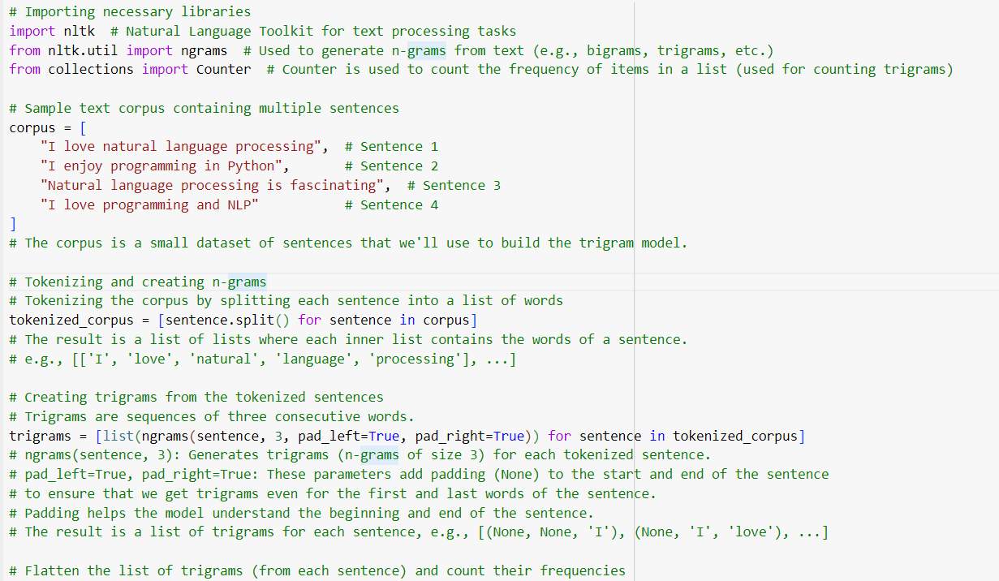 # Importing necessary libraries
import nltk  # Natural Language Toolkit for text processing tasks
from nltk.util import ngrams  # Used to generate n-grams from text (e.g., bigrams, trigrams, etc.)
from collections import Counter  # Counter is used to count the frequency of items in a list (used for counting trigrams)

# Sample text corpus containing multiple sentences
corpus = [
    "I love natural language processing",  # Sentence 1
    "I enjoy programming in Python",       # Sentence 2
    "Natural language processing is fascinating",  # Sentence 3
    "I love programming and NLP"           # Sentence 4
]
# The corpus is a small dataset of sentences that we'll use to build the trigram model.

# Tokenizing and creating n-grams
# Tokenizing the corpus by splitting each sentence into a list of words
tokenized_corpus = [sentence.split() for sentence in corpus]
# The result is a list of lists where each inner list contains the words of a sentence.
# e.g., [['I', 'love', 'natural', 'language', 'processing'], ...]

# Creating trigrams from the tokenized sentences
# Trigrams are sequences of three consecutive words.
trigrams = [list(ngrams(sentence, 3, pad_left=True, pad_right=True)) for sentence in tokenized_corpus]
# ngrams(sentence, 3): Generates trigrams (n-grams of size 3) for each tokenized sentence.
# pad_left=True, pad_right=True: These parameters add padding (None) to the start and end of the sentence
# to ensure that we get trigrams even for the first and last words of the sentence.
# Padding helps the model understand the beginning and end of the sentence.
# The result is a list of trigrams for each sentence, e.g., [(None, None, 'I'), (None, 'I', 'love'), ...]

# Flatten the list of trigrams (from each sentence) and count their frequencies